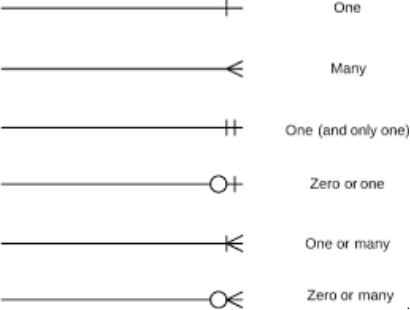 One
Many
One (and only one)
Zero or one
One or many
Zero or many